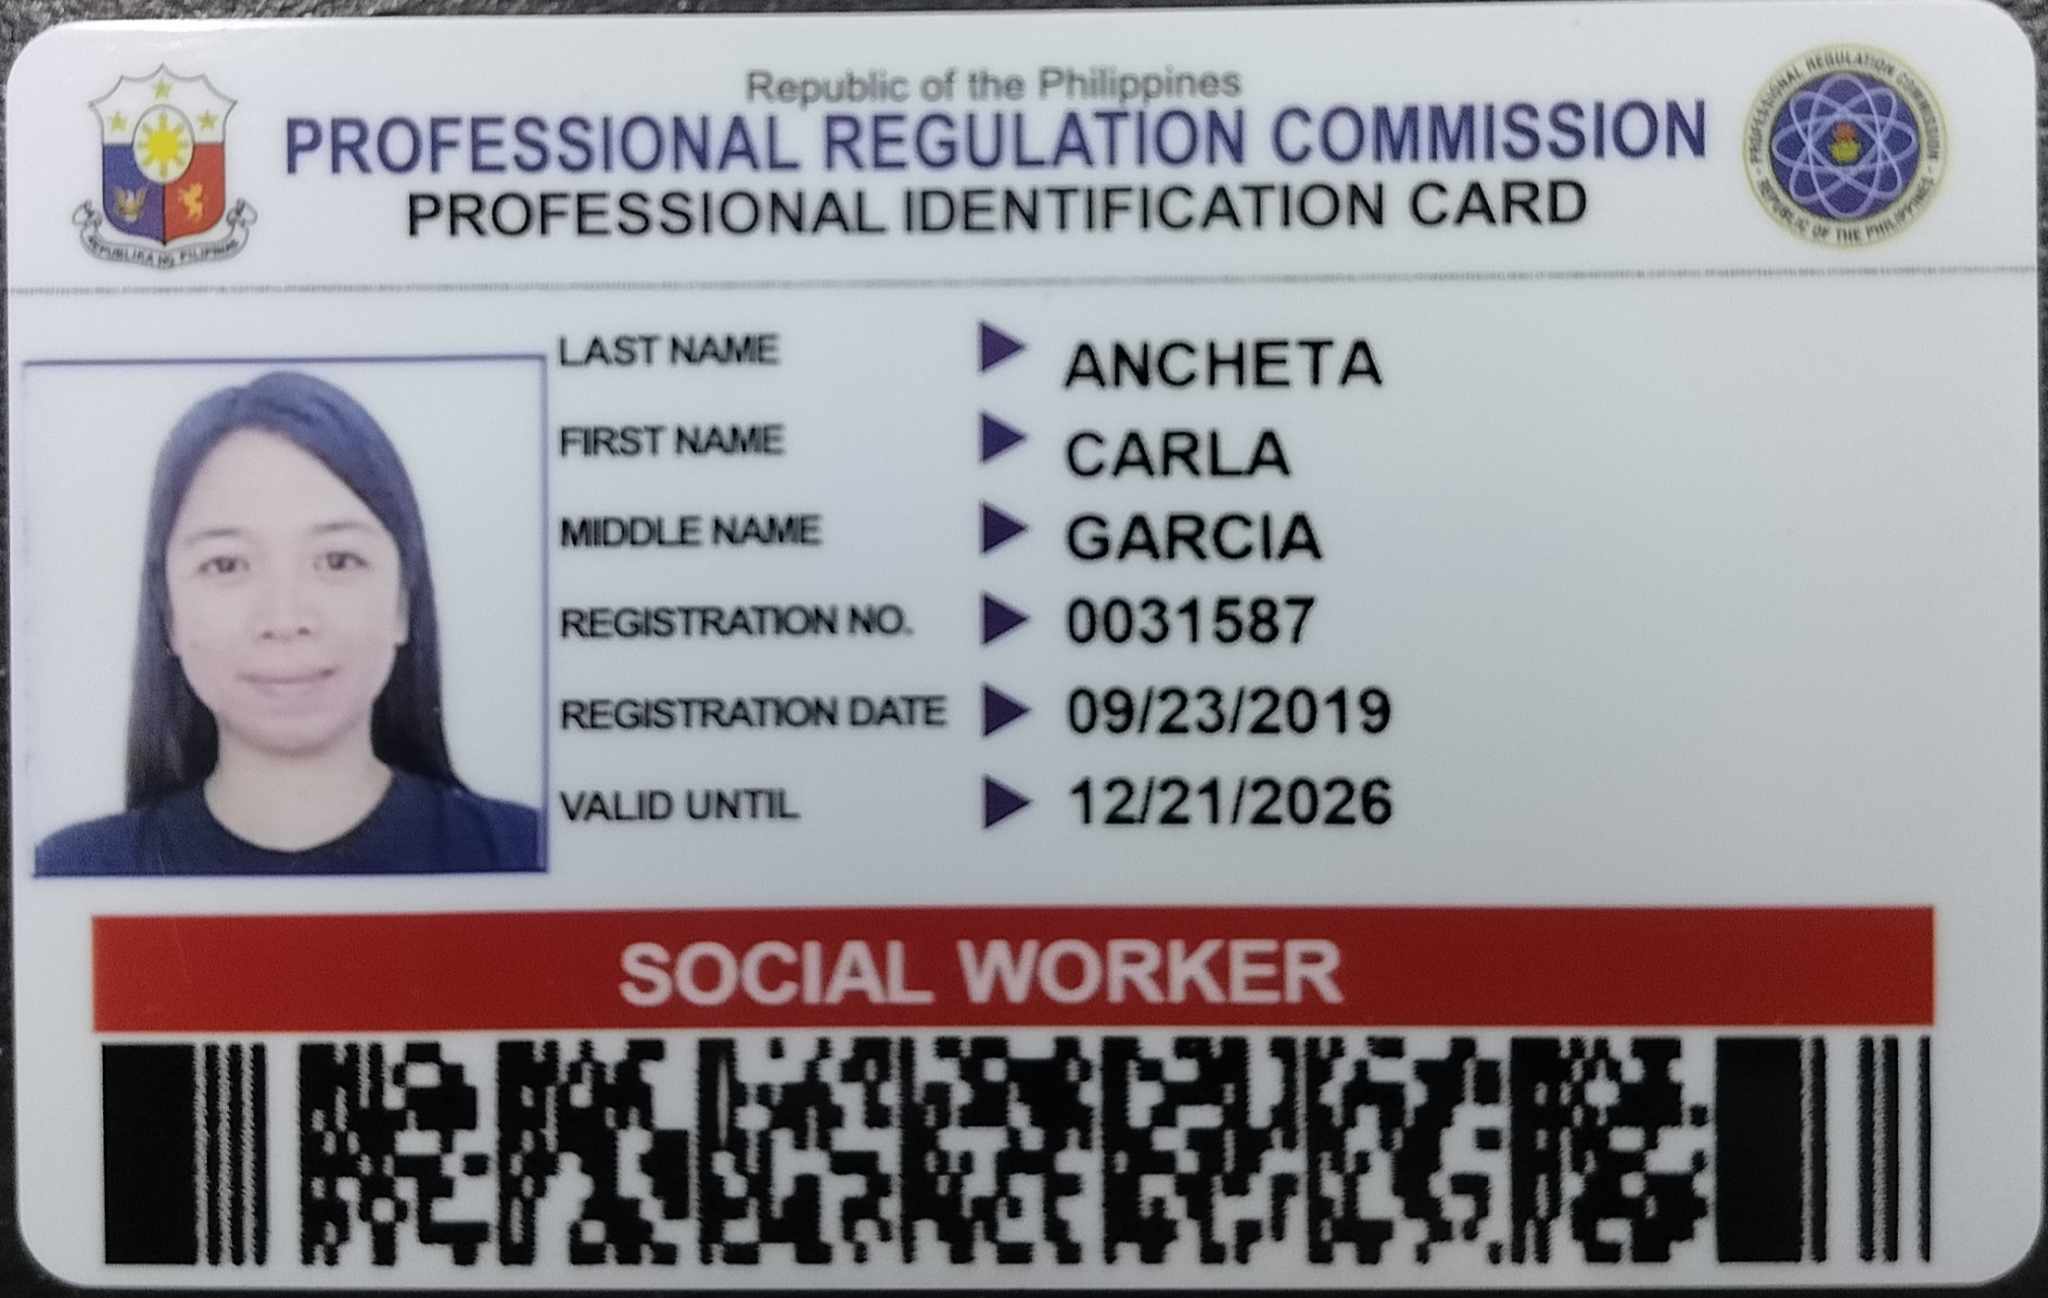 Republic of the Philippines
PROFESSIONAL REGULATION COMMISSION
PROFESSIONAL IDENTIFICATION CARD
REPUBLIKA NG PILIPINAS
PROFESSIONAL REGULATION COMMISSION
REPUBLIC OF THE PHILIPPINES
LAST NAME ANCHETA
FIRST NAME CARLA
MIDDLE NAME GARCIA
REGISTRATION NO. 0031587
REGISTRATION DATE 09/23/2019
VALID UNTIL 12/21/2026
SOCIAL WORKER